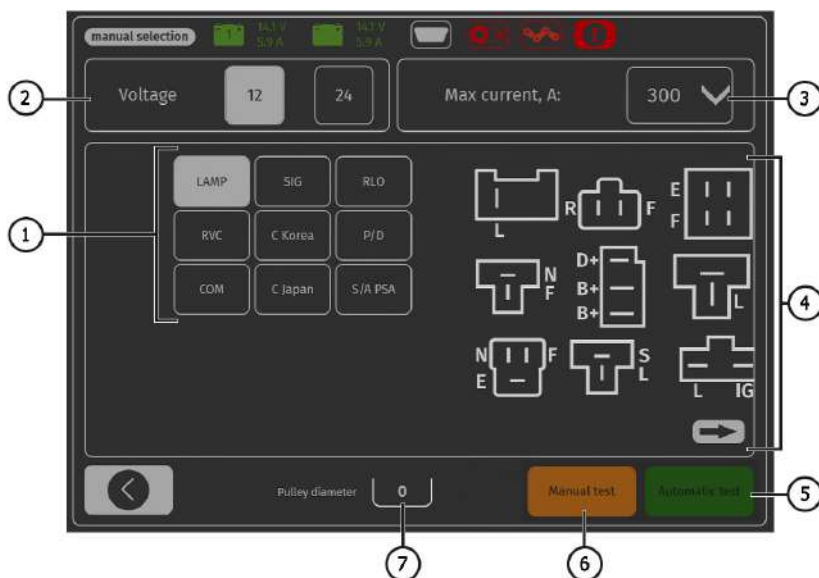 manual selection 1 14.1 V 14.1 V
5.9 A 5.9 A
2 Voltage 12 24 Max current, A: 300 3
1
LAMP SIG RLO
RVC C Korea P/D
COM C Japan S/A PSA
L R F E F
N F D+ B+ B+ L
N E F S L L IG
4
Pulley diameter 0 Manual test Automatic test 5
7 6